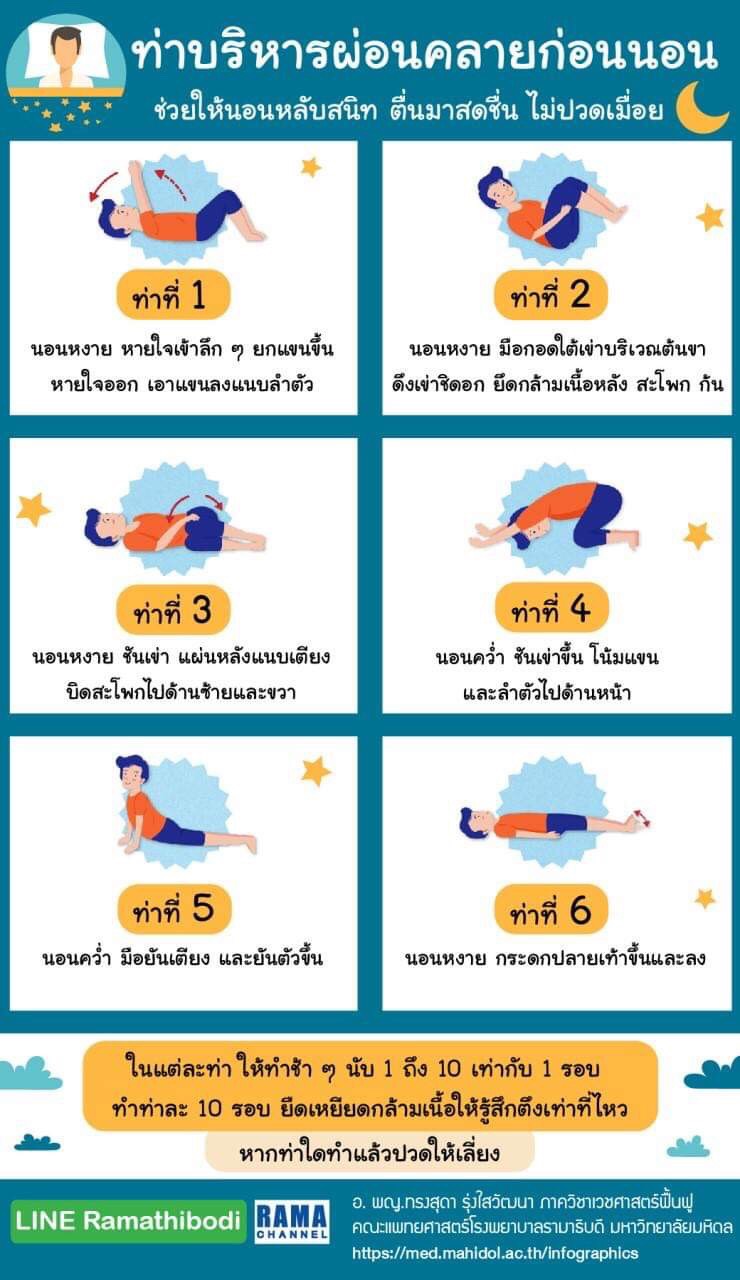 ท่าบริหารผ่อนคลายก่อนนอน
ช่วยให้นอนหลับสนิท ตื่นมาสดชื่น ไม่ปวดเมื่อย
ท่าที่ 1
นอนหงาย หายใจเข้าลึก ๆ ยกแขนขึ้น
หายใจออก เอาแขนลงแนบลำตัว
ท่าที่ 2
นอนหงาย มือกอดใต้เข่าบริเวณต้นขา
ดึงเข่าชิดอก ยืดกล้ามเนื้อหลัง สะโพก ก้น
ท่าที่ 3
นอนหงาย ชันเข่า แผ่นหลังแนบเตียง
บิดสะโพกไปด้านซ้ายและขวา
ท่าที่ 4
นอนคว่ำ ชันเข่าขึ้น โน้มแขน
และลำตัวไปด้านหน้า
ท่าที่ 5
นอนคว่ำ มือยันเตียง และยันตัวขึ้น
ท่าที่ 6
นอนหงาย กระดกปลายเท้าขึ้นและลง
ในแต่ละท่า ให้ทำช้า ๆ นับ 1 ถึง 10 เท่ากับ 1 รอบ
ทำท่าละ 10 รอบ ยืดเหยียดกล้ามเนื้อให้รู้สึกตึงเท่าที่ไหว
หากท่าใดทำแล้วปวดให้เลี่ยง
LINE Ramathibodi
RAMA
CHANNEL
อ. พญ.ทรงสุดา รุ่งใสวัฒนา ภาควิชาเวชศาสตร์ฟื้นฟู
คณะแพทยศาสตร์โรงพยาบาลรามาธิบดี มหาวิทยาลัยมหิดล
https://med.mahidol.ac.th/infographics